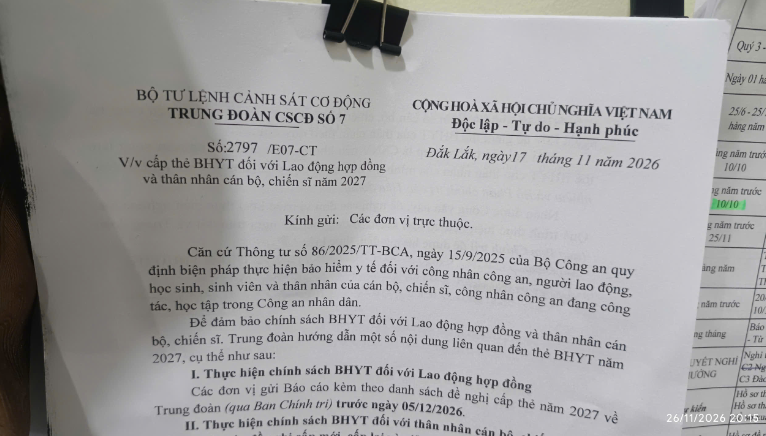 BỘ TƯ LỆNH CẢNH SÁT CƠ ĐỘNG
TRUNG ĐOÀN CSCĐ SỐ 7
Số:2797 /E07-CT
V/v cấp thẻ BHYT đối với Lao động hợp đồng
và thân nhân cán bộ, chiến sĩ năm 2027
CỘNG HOÀ XÃ HỘI CHỦ NGHĨA VIỆT NAM
Độc lập - Tự do - Hạnh phúc
Đắk Lắk, ngày17 tháng 11 năm 2026
Kính gửi: Các đơn vị trực thuộc.
Căn cứ Thông tư số 86/2025/TT-BCA, ngày 15/9/2025 của Bộ Công an quy
định biện pháp thực hiện bảo hiểm y tế đối với công nhân công an, người lao động,
học sinh, sinh viên và thân nhân của cán bộ, chiến sĩ, công nhân công an đang công
tác, học tập trong Công an nhân dân.
Để đảm bảo chính sách BHYT đối với Lao động hợp đồng và thân nhân cán
bộ, chiến sĩ. Trung đoàn hướng dẫn một số nội dung liên quan đến thẻ BHYT năm
2027, cụ thể như sau:
I. Thực hiện chính sách BHYT đối với Lao động hợp đồng
Các đơn vị gửi Báo cáo kèm theo danh sách đề nghị cấp thẻ năm 2027 về
Trung đoàn (qua Ban Chính trị) trước ngày 05/12/2026.
II. Thực hiện chính sách BHYT đối với thân nhân cán bộ
Quý 3 -
Ngày 01 h
25/6 - 25/
hàng năm
năm trước
10/10
năm trước
10/10
năm trước
25/11
năm
năm trước
tháng
Báo
- Từ
Nghị
C3 Đảo
Hồ sơ
kiến
Hồ sơ
26/11/2026 20:15